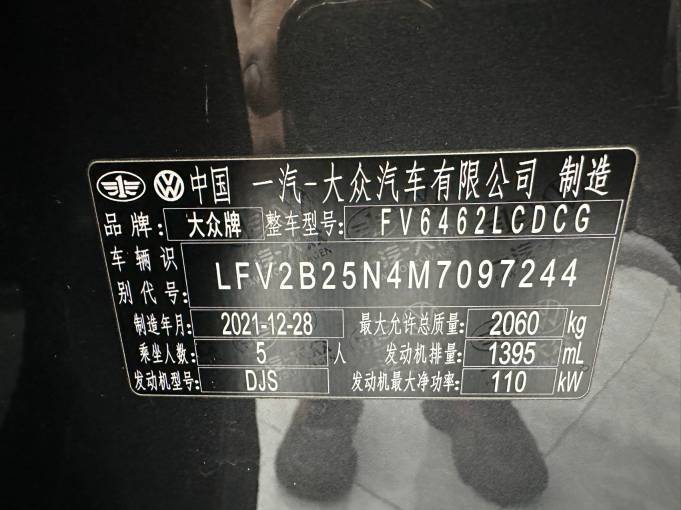 中国 一汽-大众汽车有限公司 制造
品牌: 大众牌 整车型号: FV6462LCDCG
车辆识别代号: LFV2B25N4M7097244
制造年月: 2021-12-28 最大允许总质量: 2060 kg
乘坐人数: 5 人 发动机排量: 1395 mL
发动机型号: DJS 发动机最大净功率: 110 kW